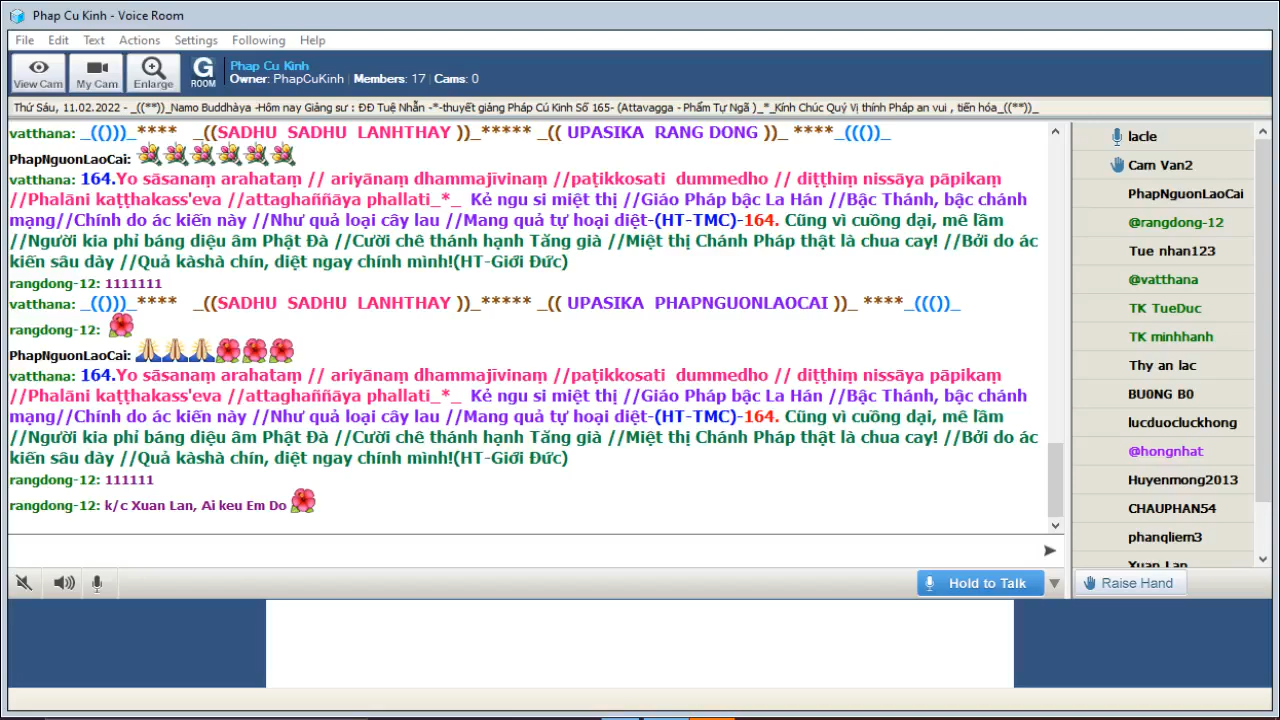 Phap Cu Kinh - Voice Room
File Edit Text Actions Settings Following Help
View Cam My Cam Enlarge G ROOM
Phap Cu Kinh
Owner: PhapCuKinh | Members: 17 | Cams: 0
Thứ Sáu, 11.02.2022 - _((**))_Namo Buddhàya -Hôm nay Giảng sư : ĐĐ Tuệ Nhẫn -*-thuyết giảng Pháp Cú Kinh Số 165- (Attavagga - Phẩm Tự Ngã )_*_Kính Chúc Quý Vị thính Pháp an vui , tiến hóa_((**))_
vatthana: _(()))_**** _((SADHU SADHU LANHTHAY ))_***** _(( UPASIKA RANG DONG ))_ ****_((())_
PhapNguonLaoCai:
vatthana: 164.Yo sāsanaṃ arahataṃ // ariyānaṃ dhammajīvinaṃ //paṭikkosati dummedho // diṭṭhiṃ nissāya pāpikaṃ
//Phalāni kaṭṭhakass'eva //attaghaññāya phallati_*_ Kẻ ngu si miệt thị //Giáo Pháp bậc La Hán //Bậc Thánh, bậc chánh
mạng//Chính do ác kiến này //Như quả loại cây lau //Mang quả tự hoại diệt-(HT-TMC)-164. Cũng vì cuồng dại, mê lầm
//Người kia phỉ báng diệu âm Phật Đà //Cười chê thánh hạnh Tăng già //Miệt thị Chánh Pháp thật là chua cay! //Bởi do ác
kiến sâu dày //Quả kàshà chín, diệt ngay chính mình!(HT-Giới Đức)
rangdong-12: 1111111
vatthana: _(()))_**** _((SADHU SADHU LANHTHAY ))_***** _(( UPASIKA PHAPNGUONLAOCAI ))_ ****_((())_
rangdong-12:
PhapNguonLaoCai:
vatthana: 164.Yo sāsanaṃ arahataṃ // ariyānaṃ dhammajīvinaṃ //paṭikkosati dummedho // diṭṭhiṃ nissāya pāpikaṃ
//Phalāni kaṭṭhakass'eva //attaghaññāya phallati_*_ Kẻ ngu si miệt thị //Giáo Pháp bậc La Hán //Bậc Thánh, bậc chánh
mạng//Chính do ác kiến này //Như quả loại cây lau //Mang quả tự hoại diệt-(HT-TMC)-164. Cũng vì cuồng dại, mê lầm
//Người kia phỉ báng diệu âm Phật Đà //Cười chê thánh hạnh Tăng già //Miệt thị Chánh Pháp thật là chua cay! //Bởi do ác
kiến sâu dày //Quả kàshà chín, diệt ngay chính mình!(HT-Giới Đức)
rangdong-12: 111111
rangdong-12: k/c Xuan Lan, Ai keu Em Do
lacle
Cam Van2
PhapNguonLaoCai
@rangdong-12
Tue nhan123
@vatthana
TK TueDuc
TK minhhanh
Thy an lac
BU0NG B0
lucduocluckhong
@hongnhat
Huyenmong2013
CHAUPHAN54
phanqliem3
Xuan Lan
Hold to Talk
Raise Hand